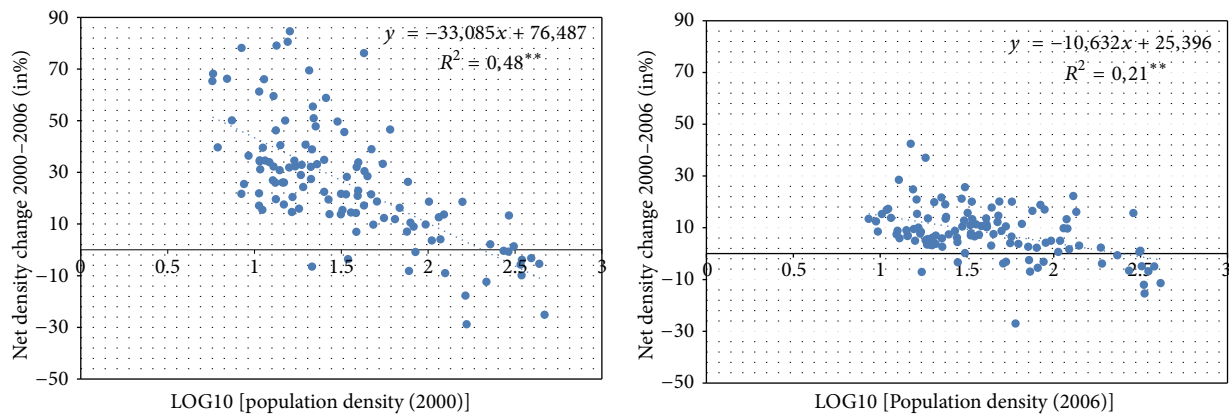 90
70
50
30
10
−10
−30
−50
Net density change 2000–2006 (in%)
y = −33,085x + 76,487
R² = 0,48**
0 0.5 1 1.5 2 2.5 3
LOG10 [population density (2000)]
90
70
50
30
10
−10
−30
−50
Net density change 2000–2006 (in%)
y = −10,632x + 25,396
R² = 0,21**
0 0.5 1 1.5 2 2.5 3
LOG10 [Population density (2006)]